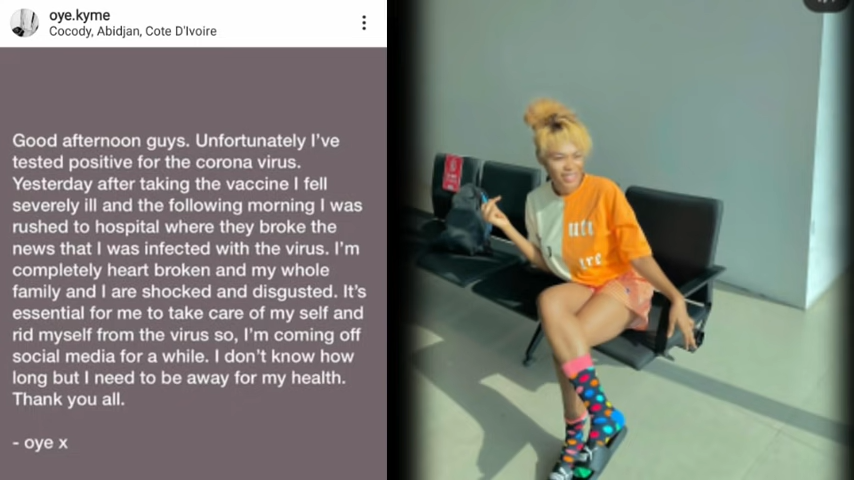 oye.kyme
Cocody, Abidjan, Cote D'Ivoire
Good afternoon guys. Unfortunately I've
tested positive for the corona virus.
Yesterday after taking the vaccine I fell
severely ill and the following morning I was
rushed to hospital where they broke the
news that I was infected with the virus. I'm
completely heart broken and my whole
family and I are shocked and disgusted. It's
essential for me to take care of my self and
rid myself from the virus so, I'm coming off
social media for a while. I don't know how
long but I need to be away for my health.
Thank you all.
- oye x